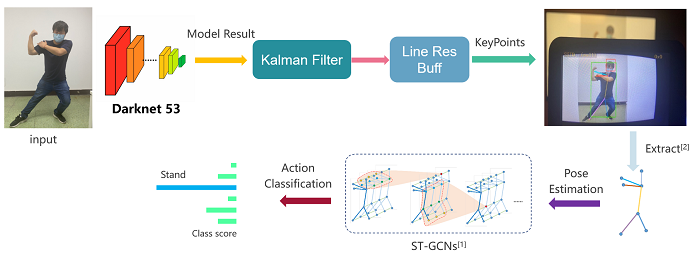 Model Result
Kalman Filter
Line Res
Buff
KeyPoints
Darknet 53
input
Extract[2]
Pose
Estimation
ST-GCNs[1]
Action
Classification
Stand
Class score